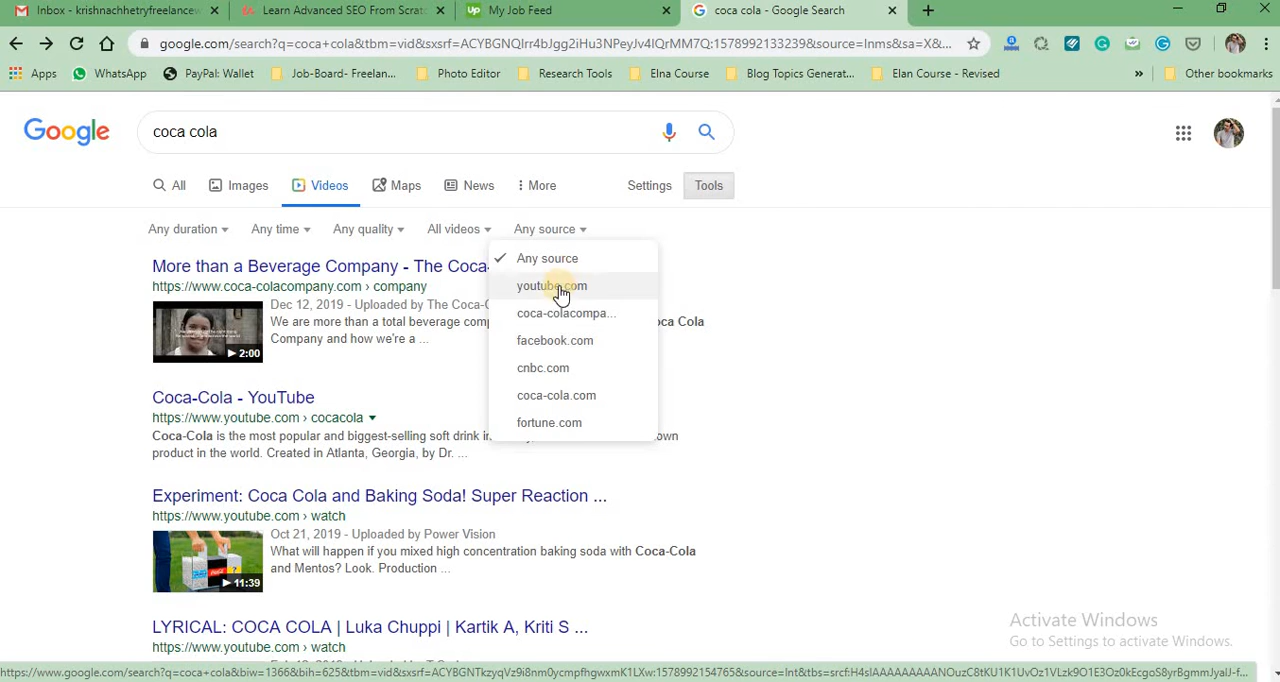 Inbox - krishnachhetryfreelancew
Learn Advanced SEO From Scratc
My Job Feed
coca cola - Google Search
google.com/search?q=coca+cola&tbm=vid&sxsrf=ACYBGNQIrr4bJgg2iHu3NPeyJv4IQrMM7Q:1578992133239&source=lnms&sa=X&...
Apps
WhatsApp
PayPal: Wallet
Job-Board- Freelan...
Photo Editor
Research Tools
Elna Course
Blog Topics Generat...
Elan Course - Revised
»
Other bookmarks
Google
coca cola
All
Images
Videos
Maps
News
More
Settings
Tools
Any duration
Any time
Any quality
All videos
Any source
Any source
youtube.com
coca-colacompa...
facebook.com
cnbc.com
coca-cola.com
fortune.com
More than a Beverage Company - The Coca-
https://www.coca-colacompany.com › company
Dec 12, 2019 - Uploaded by The Coca-C
We are more than a total beverage comp oca Cola
Company and how we're a ...
2:00
Coca-Cola - YouTube
https://www.youtube.com › cocacola
Coca-Cola is the most popular and biggest-selling soft drink in own
product in the world. Created in Atlanta, Georgia, by Dr. ...
Experiment: Coca Cola and Baking Soda! Super Reaction ...
https://www.youtube.com › watch
Oct 21, 2019 - Uploaded by Power Vision
What will happen if you mixed high concentration baking soda with Coca-Cola
and Mentos? Look. Production ...
11:39
LYRICAL: COCA COLA | Luka Chuppi | Kartik A, Kriti S ...
https://www.youtube.com › watch
Activate Windows
Go to Settings to activate Windows.